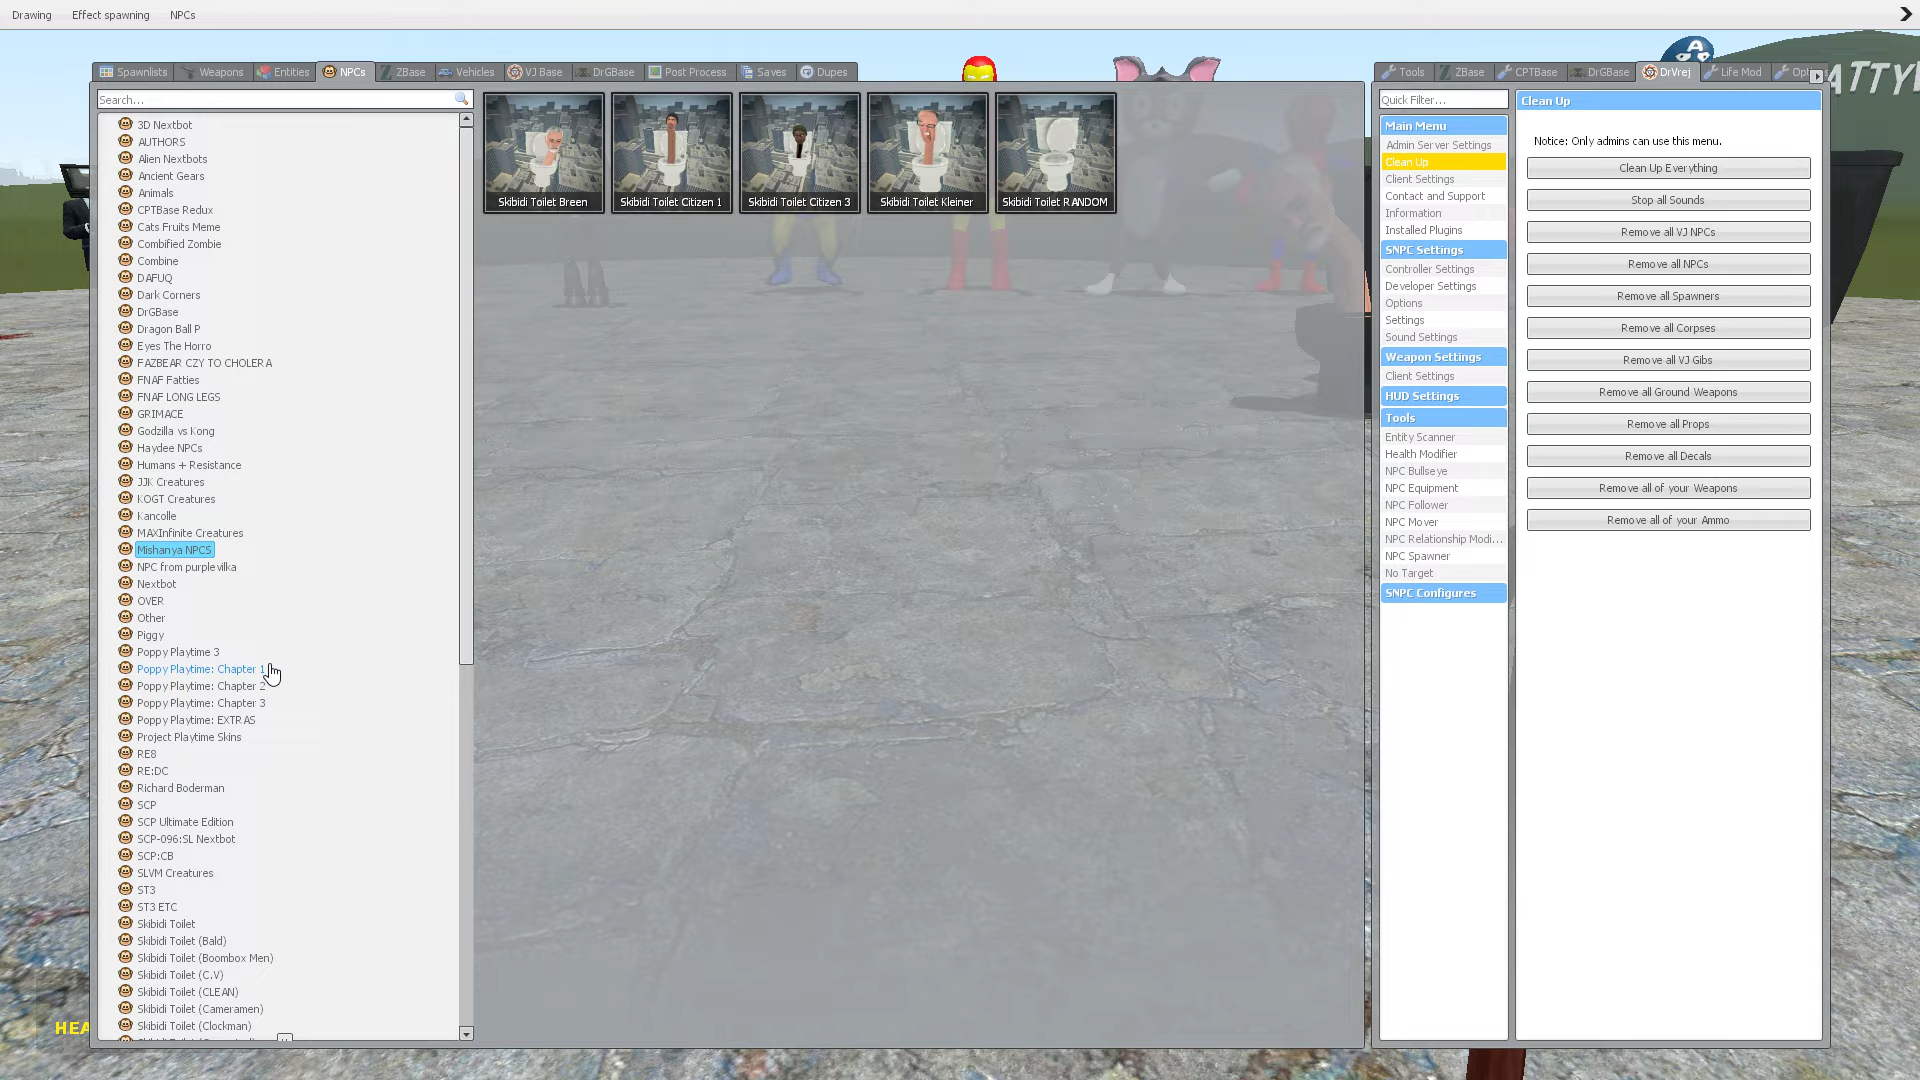 Drawing Effect spawning NPCs
Spawnlists Weapons Entities NPCs ZBase Vehicles VJ Base DrGBase Post Process Saves Dupes
Search...
3D Nextbot
AUTHORS
Alien Nextbots
Ancient Gears
Animals
CPTBase Redux
Cats Fruits Meme
Combified Zombie
Combine
DAFUQ
Dark Corners
DrGBase
Dragon Ball P
Eyes The Horro
FAZBEAR CZY TO CHOLERA
FNAF Fatties
FNAF LONG LEGS
GRIMACE
Godzilla vs Kong
Haydee NPCs
Humans + Resistance
JJK Creatures
KOGT Creatures
Kancolle
MAXInfinite Creatures
Mishanya NPCS
NPC from purplevilka
Nextbot
OVER
Other
Piggy
Poppy Playtime 3
Poppy Playtime: Chapter 1
Poppy Playtime: Chapter 2
Poppy Playtime: Chapter 3
Poppy Playtime: EXTRAS
Project Playtime Skins
RE8
RE:DC
Richard Boderman
SCP
SCP Ultimate Edition
SCP-096:SL Nextbot
SCP:CB
SLVM Creatures
ST3
ST3 ETC
Skibidi Toilet
Skibidi Toilet (Bald)
Skibidi Toilet (Boombox Men)
Skibidi Toilet (C.V)
Skibidi Toilet (CLEAN)
Skibidi Toilet (Cameramen)
Skibidi Toilet (Clockman)
Skibidi Toilet Breen
Skibidi Toilet Citizen 1
Skibidi Toilet Citizen 3
Skibidi Toilet Kleiner
Skibidi Toilet RANDOM
Tools ZBase CPTBase DrGBase DrVrej Life Mod Opti
Quick Filter...
Main Menu
Admin Server Settings
Clean Up
Client Settings
Contact and Support
Information
Installed Plugins
SNPC Settings
Controller Settings
Developer Settings
Options
Settings
Sound Settings
Weapon Settings
Client Settings
HUD Settings
Tools
Entity Scanner
Health Modifier
NPC Bullseye
NPC Equipment
NPC Follower
NPC Mover
NPC Relationship Modi...
NPC Spawner
No Target
SNPC Configures
Clean Up
Notice: Only admins can use this menu.
Clean Up Everything
Stop all Sounds
Remove all VJ NPCs
Remove all NPCs
Remove all Spawners
Remove all Corpses
Remove all VJ Gibs
Remove all Ground Weapons
Remove all Props
Remove all Decals
Remove all of your Weapons
Remove all of your Ammo
HEA
ATTY